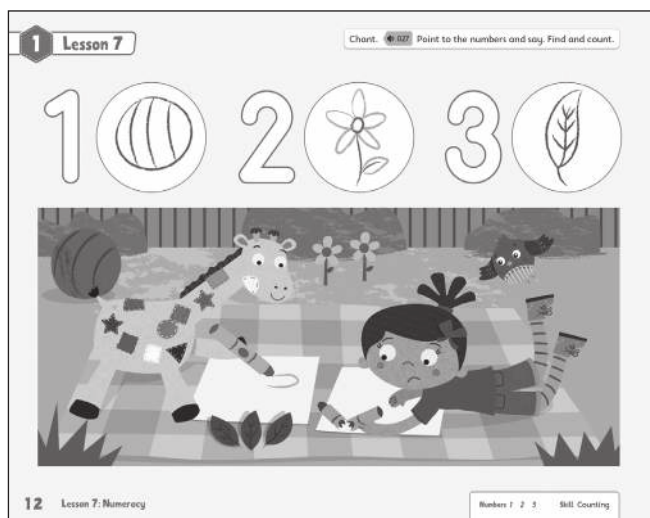 1 Lesson 7
Chant. 027 Point to the numbers and say. Find and count.
1 2 3
12 Lesson 7: Numeracy
Numbers 1 2 3 Skill Counting